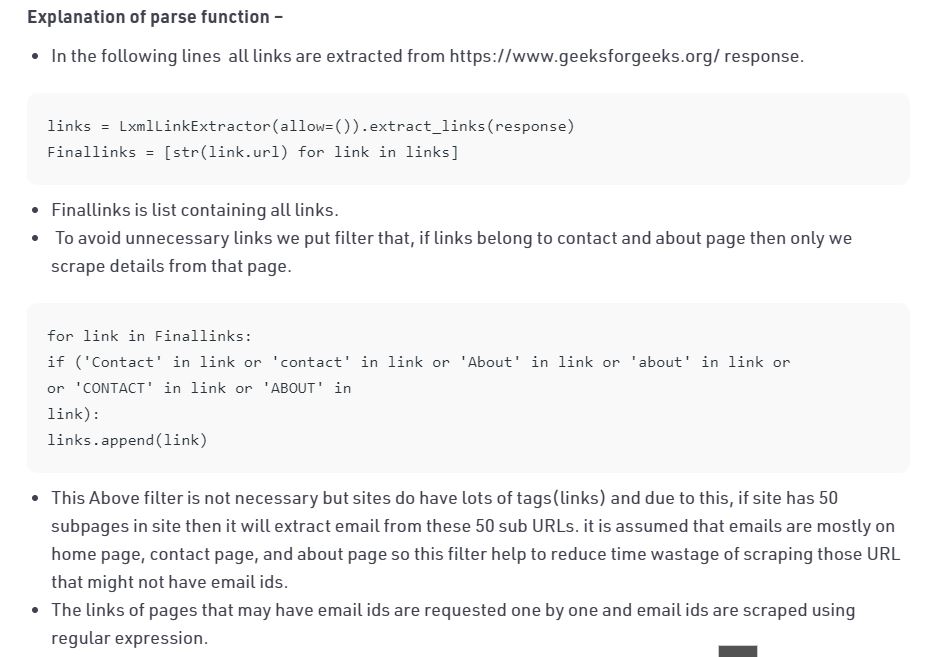 Explanation of parse function –
• In the following lines all links are extracted from https://www.geeksforgeeks.org/ response.
links = LxmlLinkExtractor(allow=()).extract_links(response)
Finallinks = [str(link.url) for link in links]
• Finallinks is list containing all links.
• To avoid unnecessary links we put filter that, if links belong to contact and about page then only we
scrape details from that page.
for link in Finallinks:
if ('Contact' in link or 'contact' in link or 'About' in link or 'about' in link or
or 'CONTACT' in link or 'ABOUT' in
link):
links.append(link)
• This Above filter is not necessary but sites do have lots of tags(links) and due to this, if site has 50
subpages in site then it will extract email from these 50 sub URLs. it is assumed that emails are mostly on
home page, contact page, and about page so this filter help to reduce time wastage of scraping those URL
that might not have email ids.
• The links of pages that may have email ids are requested one by one and email ids are scraped using
regular expression.